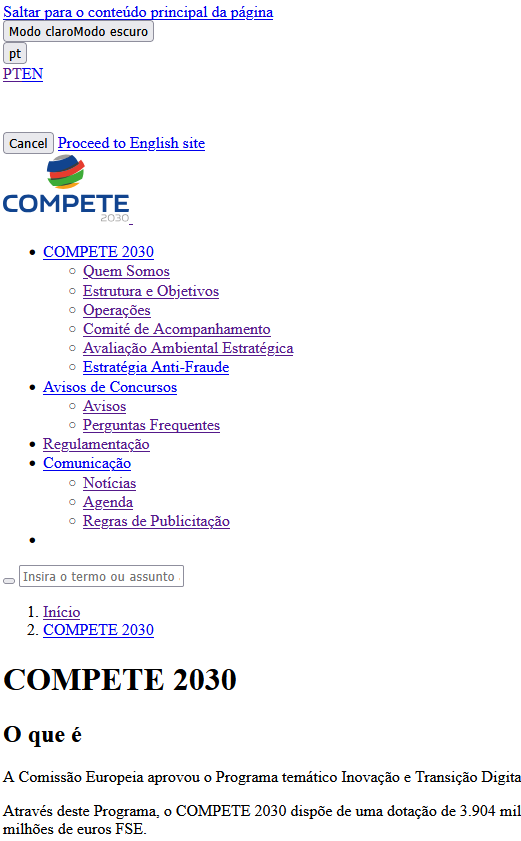 Saltar para o conteúdo principal da página
Modo claroModo escuro
pt
PTEN
Cancel Proceed to English site
COMPETE
2030
COMPETE 2030
Quem Somos
Estrutura e Objetivos
Operações
Comité de Acompanhamento
Avaliação Ambiental Estratégica
Estratégia Anti-Fraude
Avisos de Concursos
Avisos
Perguntas Frequentes
Regulamentação
Comunicação
Notícias
Agenda
Regras de Publicitação
Insira o termo ou assunto
1. Início
2. COMPETE 2030
COMPETE 2030
O que é
A Comissão Europeia aprovou o Programa temático Inovação e Transição Digita
Através deste Programa, o COMPETE 2030 dispõe de uma dotação de 3.904 mil
milhões de euros FSE.